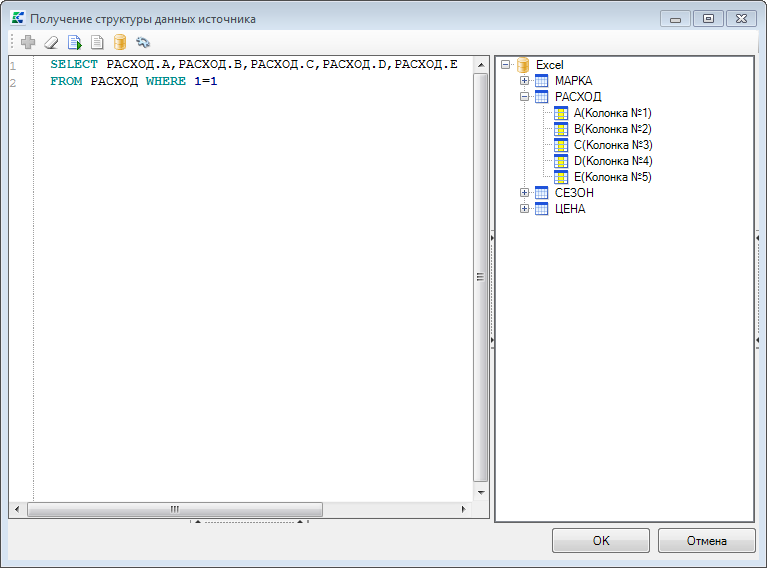 Получение структуры данных источника
1 SELECT РАСХОД.A,РАСХОД.B,РАСХОД.C,РАСХОД.D,РАСХОД.E
2 FROM РАСХОД WHERE 1=1
Excel
МАРКА
РАСХОД
A(Колонка №1)
B(Колонка №2)
C(Колонка №3)
D(Колонка №4)
E(Колонка №5)
СЕЗОН
ЦЕНА
OK
Отмена